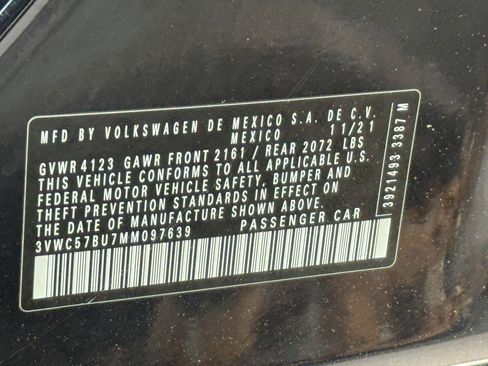 MFD BY VOLKSWAGEN DE MEXICO S.A. DE C.V.
MEXICO 11/21
GVWR 4123 GAWR FRONT 2161 / REAR 2072 LBS
THIS VEHICLE CONFORMS TO ALL APPLICABLE U.S.
FEDERAL MOTOR VEHICLE SAFETY, BUMPER AND
THEFT PREVENTION STANDARDS IN EFFECT ON
THE DATE OF MANUFACTURE SHOWN ABOVE.
3VWC57BU7MM097639 PASSENGER CAR
3921493 3387 M